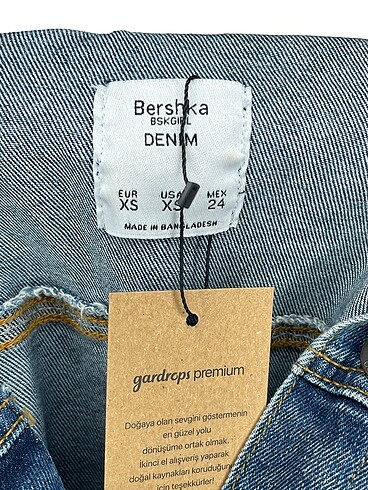 Bershka
BSKGIRL
DENIM
EUR USA MEX
XS XS 24
MADE IN BANGLADESH
gardrops premium
Doğaya olan sevgini göstermenin
en güzel yolu
dönüşüme ortak olmak.
İkinci el alışveriş yaparak
doğal kaynakları koruduğun
için teşekkürler!